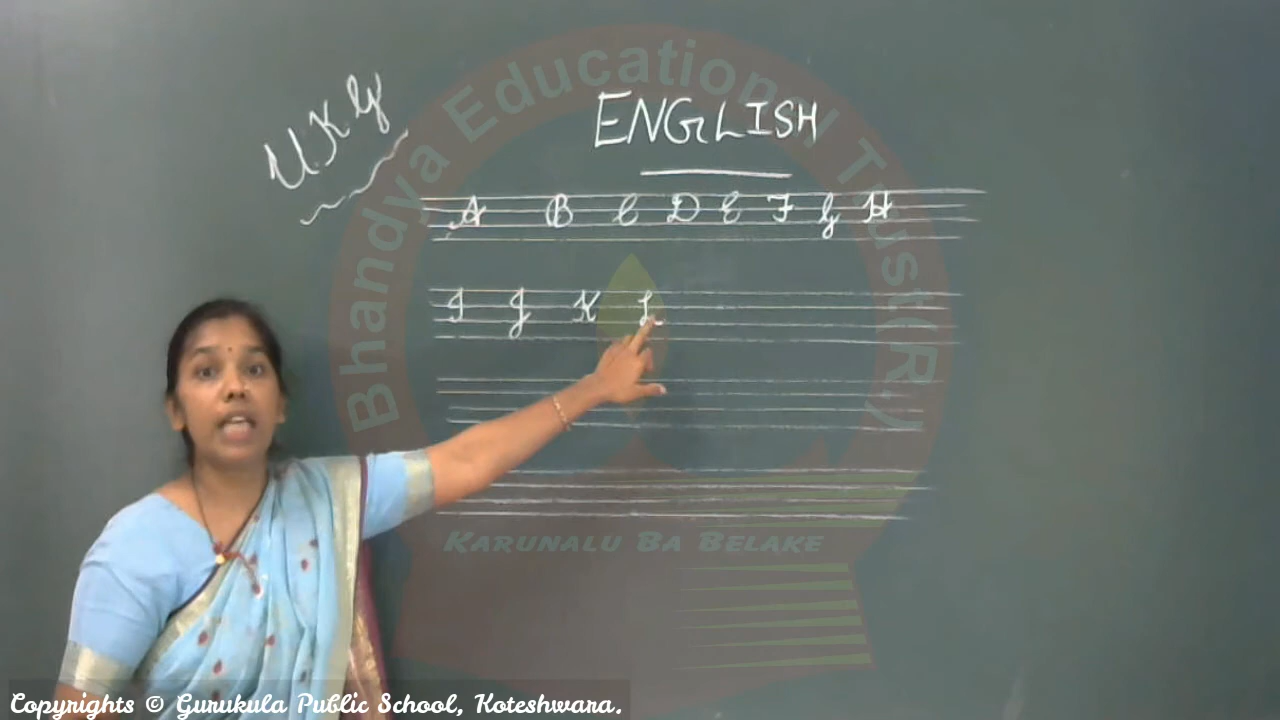 U.K.G
ENGLISH
A B C D E F G H
I J K L
Bhandya Educational Trust(R.)
KARUNALU BA BELAKE
Copyrights © Gurukula Public School, Koteshwara.